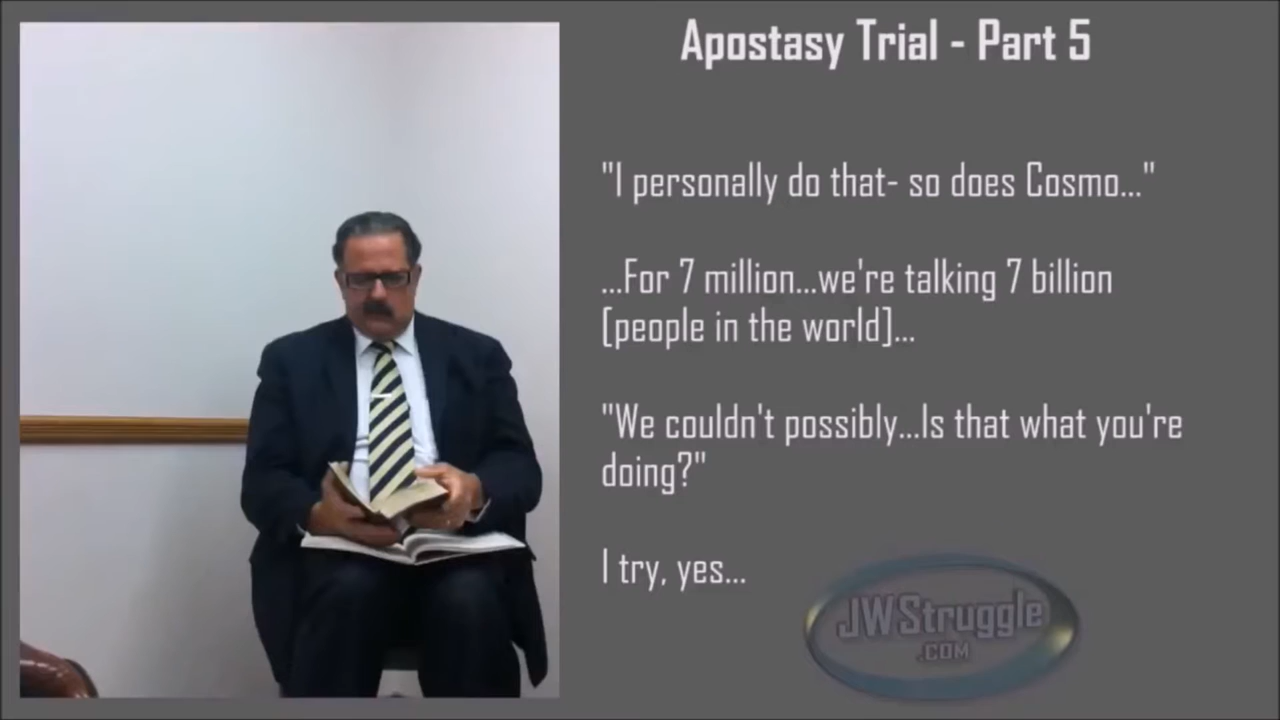 Apostasy Trial - Part 5
"I personally do that- so does Cosmo..."
...For 7 million...we're talking 7 billion
[people in the world]...
"We couldn't possibly...Is that what you're
doing?"
I try, yes...
JWStruggle
.COM